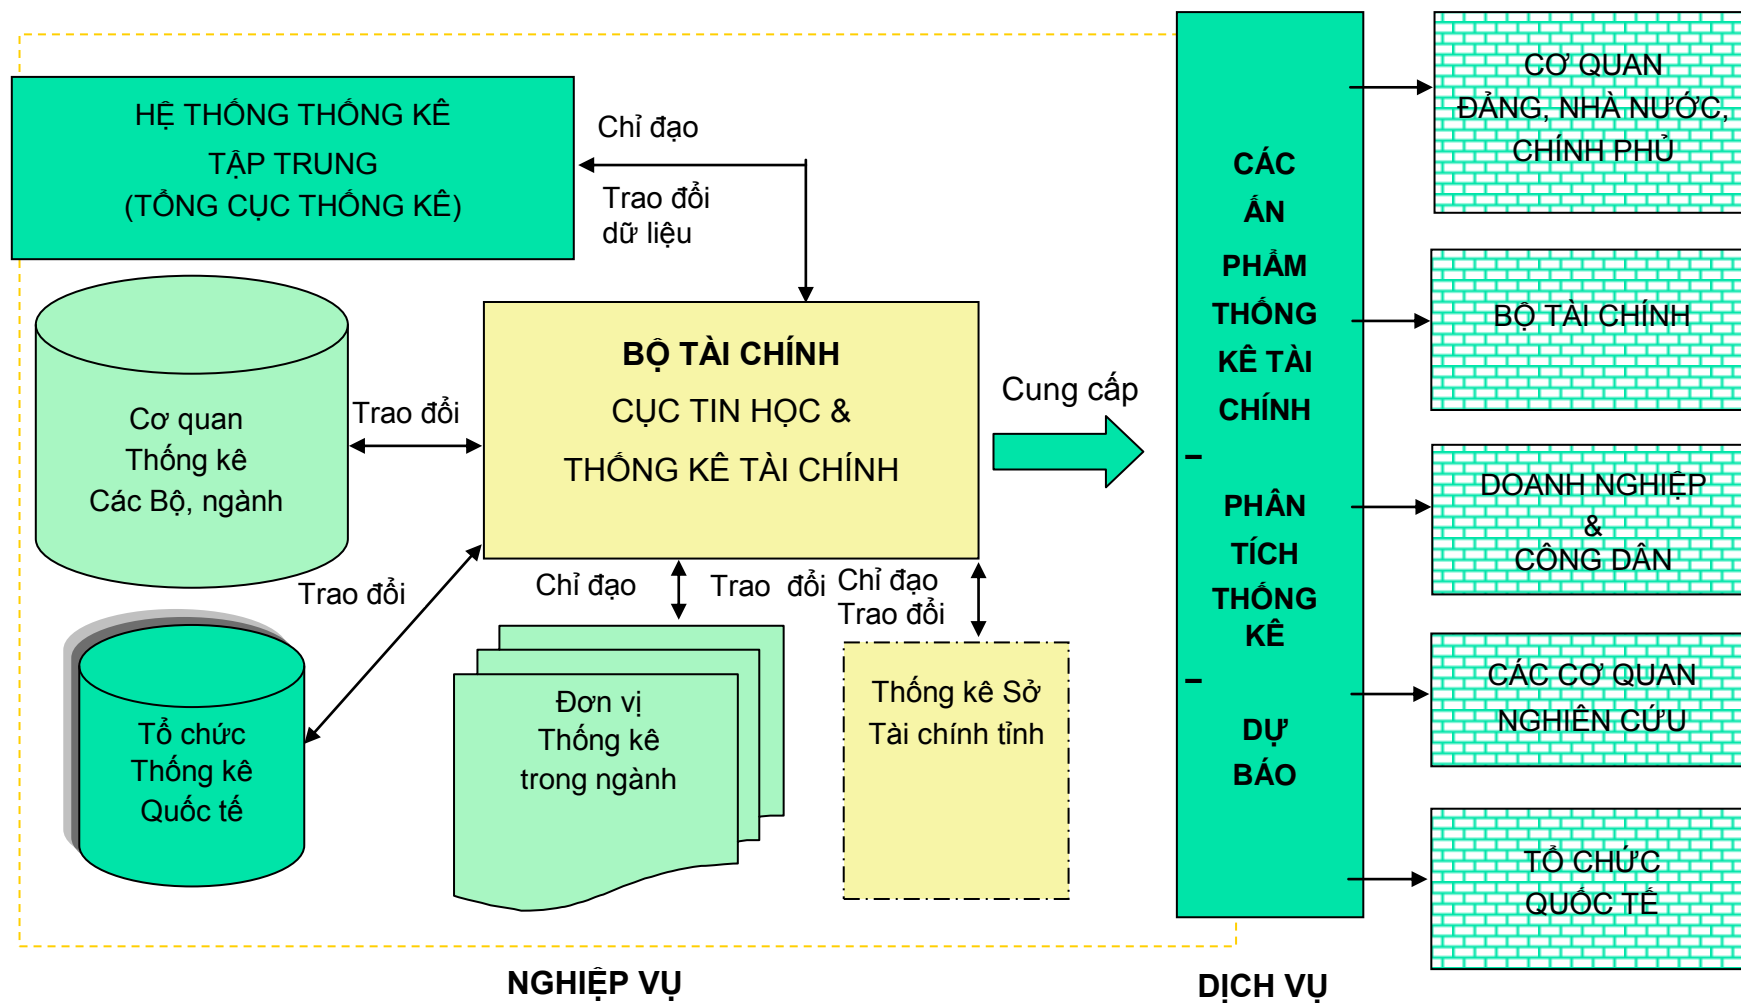 HỆ THỐNG THỐNG KÊ
TẬP TRUNG
(TỔNG CỤC THỐNG KÊ)
Chỉ đạo
Trao đổi
dữ liệu
Cơ quan
Thống kê
Các Bộ, ngành
Trao đổi
BỘ TÀI CHÍNH
CỤC TIN HỌC &
THỐNG KÊ TÀI CHÍNH
Cung cấp
Trao đổi
Tổ chức
Thống kê
Quốc tế
Chỉ đạo
Trao đổi
Đơn vị
Thống kê
trong ngành
Chỉ đạo
Trao đổi
Thống kê Sở
Tài chính tỉnh
NGHIỆP VỤ
CÁC
ẤN
PHẨM
THỐNG
KÊ TÀI
CHÍNH
–
PHÂN
TÍCH
THỐNG
KÊ
–
DỰ
BÁO
DỊCH VỤ
CƠ QUAN
ĐẢNG, NHÀ NƯỚC,
CHÍNH PHỦ
BỘ TÀI CHÍNH
DOANH NGHIỆP
&
CÔNG DÂN
CÁC CƠ QUAN
NGHIÊN CỨU
TỔ CHỨC
QUỐC TẾ